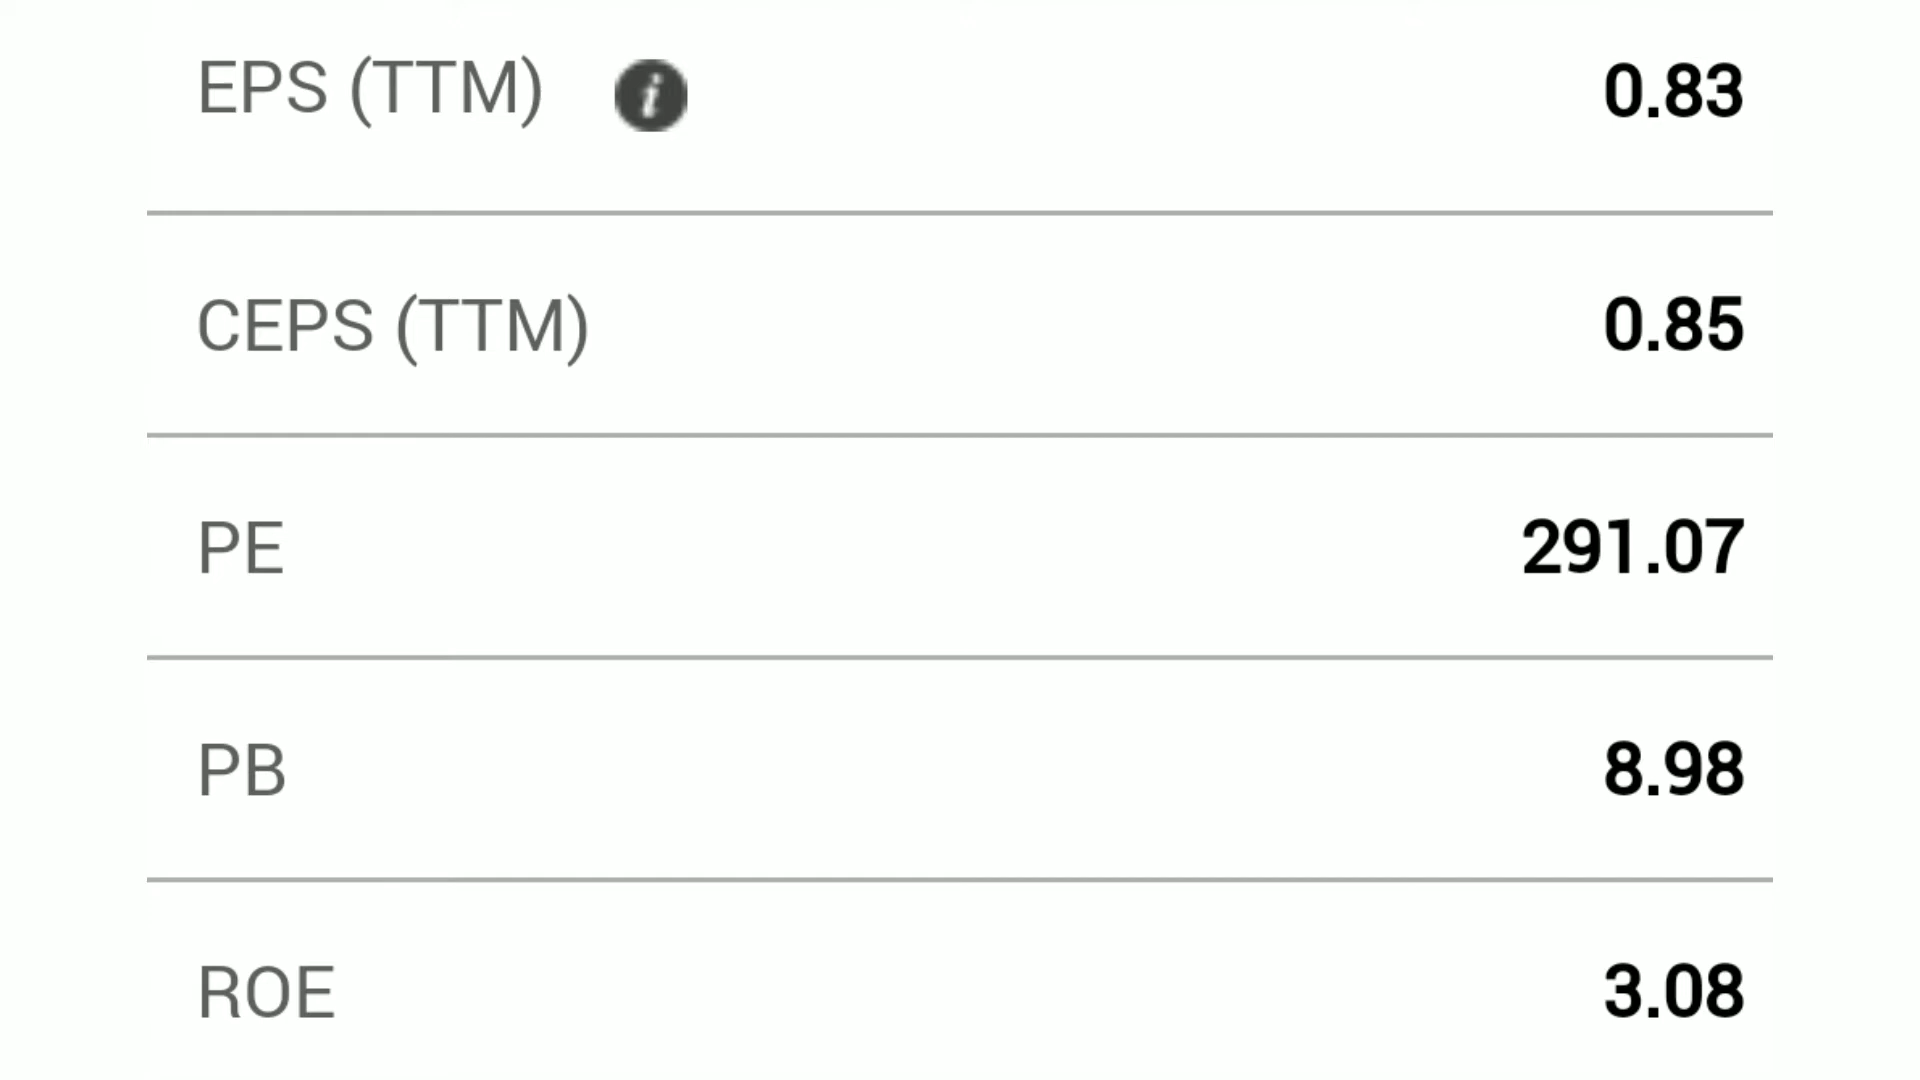 EPS (TTM) i 0.83
CEPS (TTM) 0.85
PE 291.07
PB 8.98
ROE 3.08